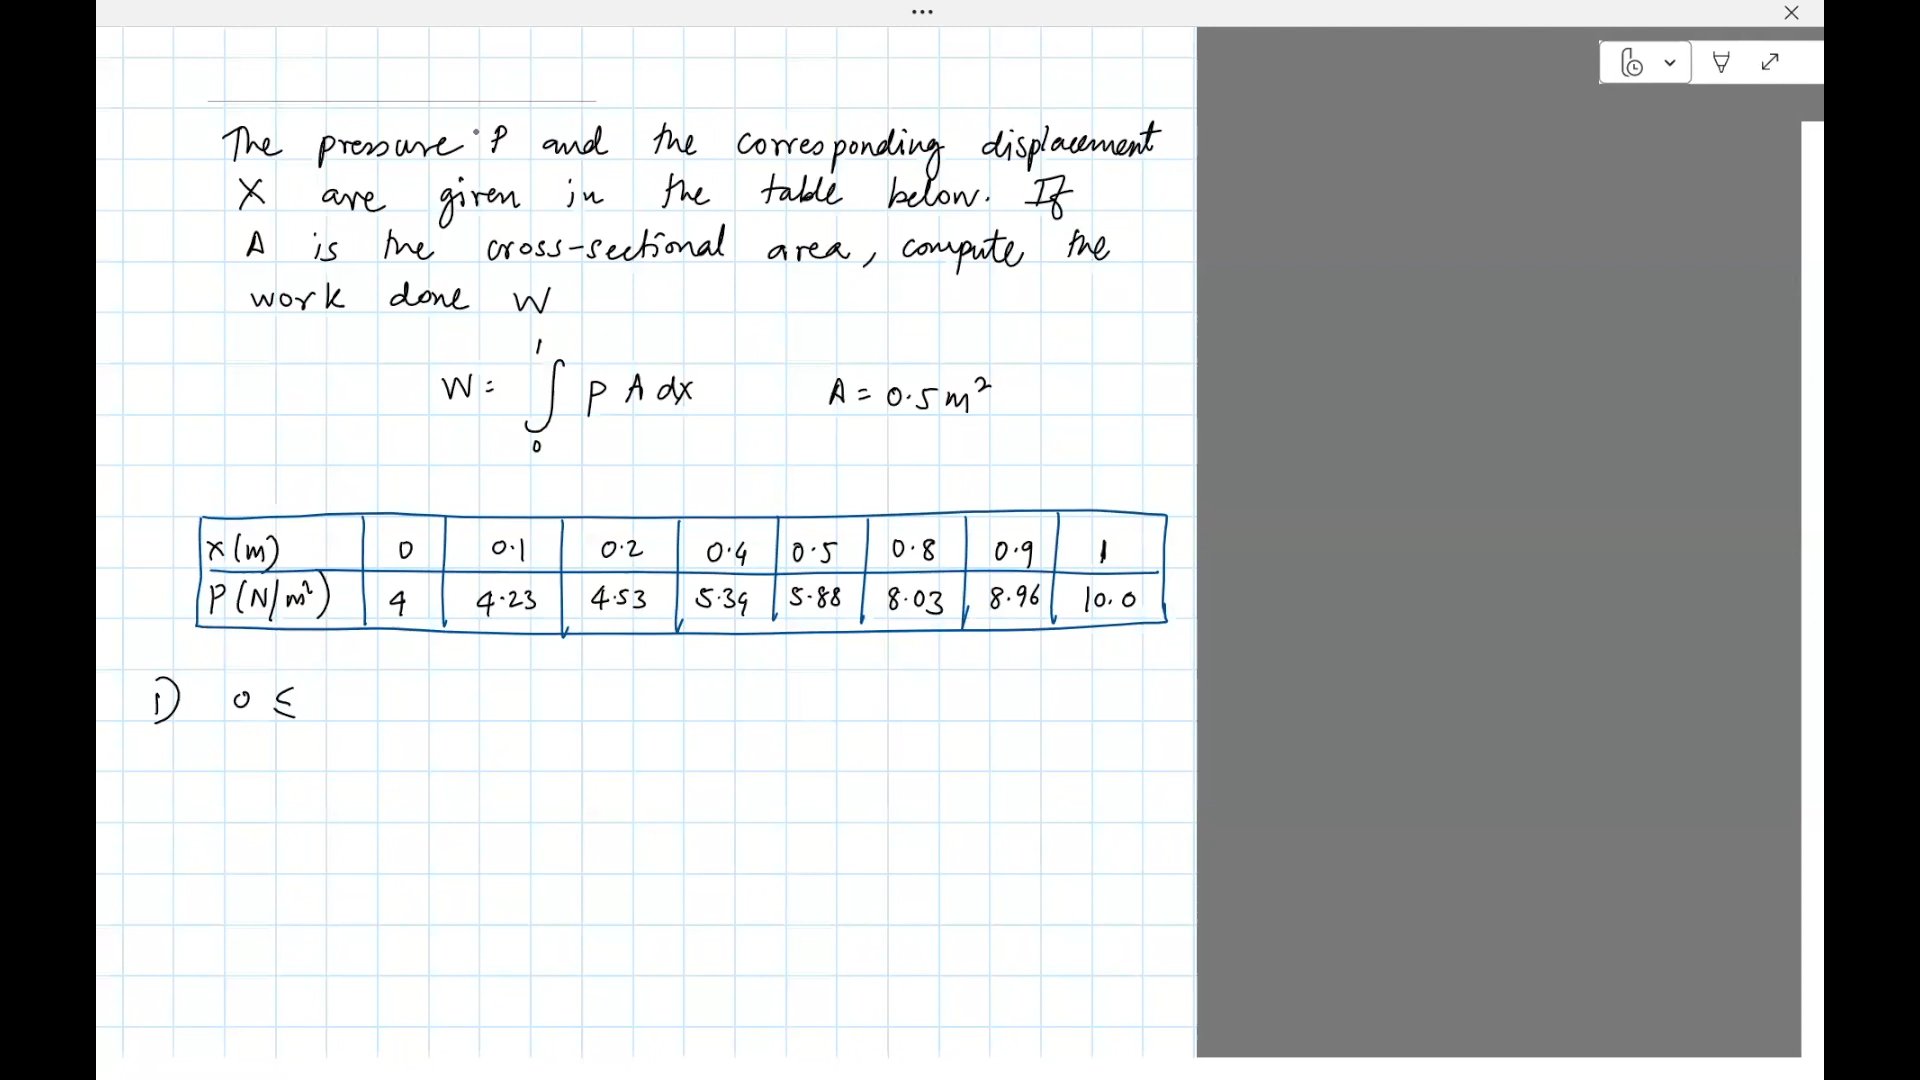 The pressure P and the corresponding displacement
X are given in the table below. If
A is the cross-sectional area, compute the
work done W
W = ∫₀¹ P A dx A = 0.5 m²
x (m) 0 0.1 0.2 0.4 0.5 0.8 0.9 1
P (N/m²) 4 4.23 4.53 5.39 5.88 8.03 8.96 10.0
1) 0 ≤